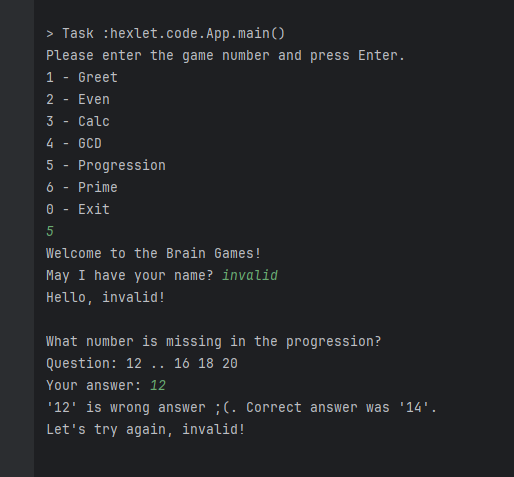 > Task :hexlet.code.App.main()
Please enter the game number and press Enter.
1 - Greet
2 - Even
3 - Calc
4 - GCD
5 - Progression
6 - Prime
0 - Exit
5
Welcome to the Brain Games!
May I have your name? invalid
Hello, invalid!
What number is missing in the progression?
Question: 12 .. 16 18 20
Your answer: 12
'12' is wrong answer ;(. Correct answer was '14'.
Let's try again, invalid!